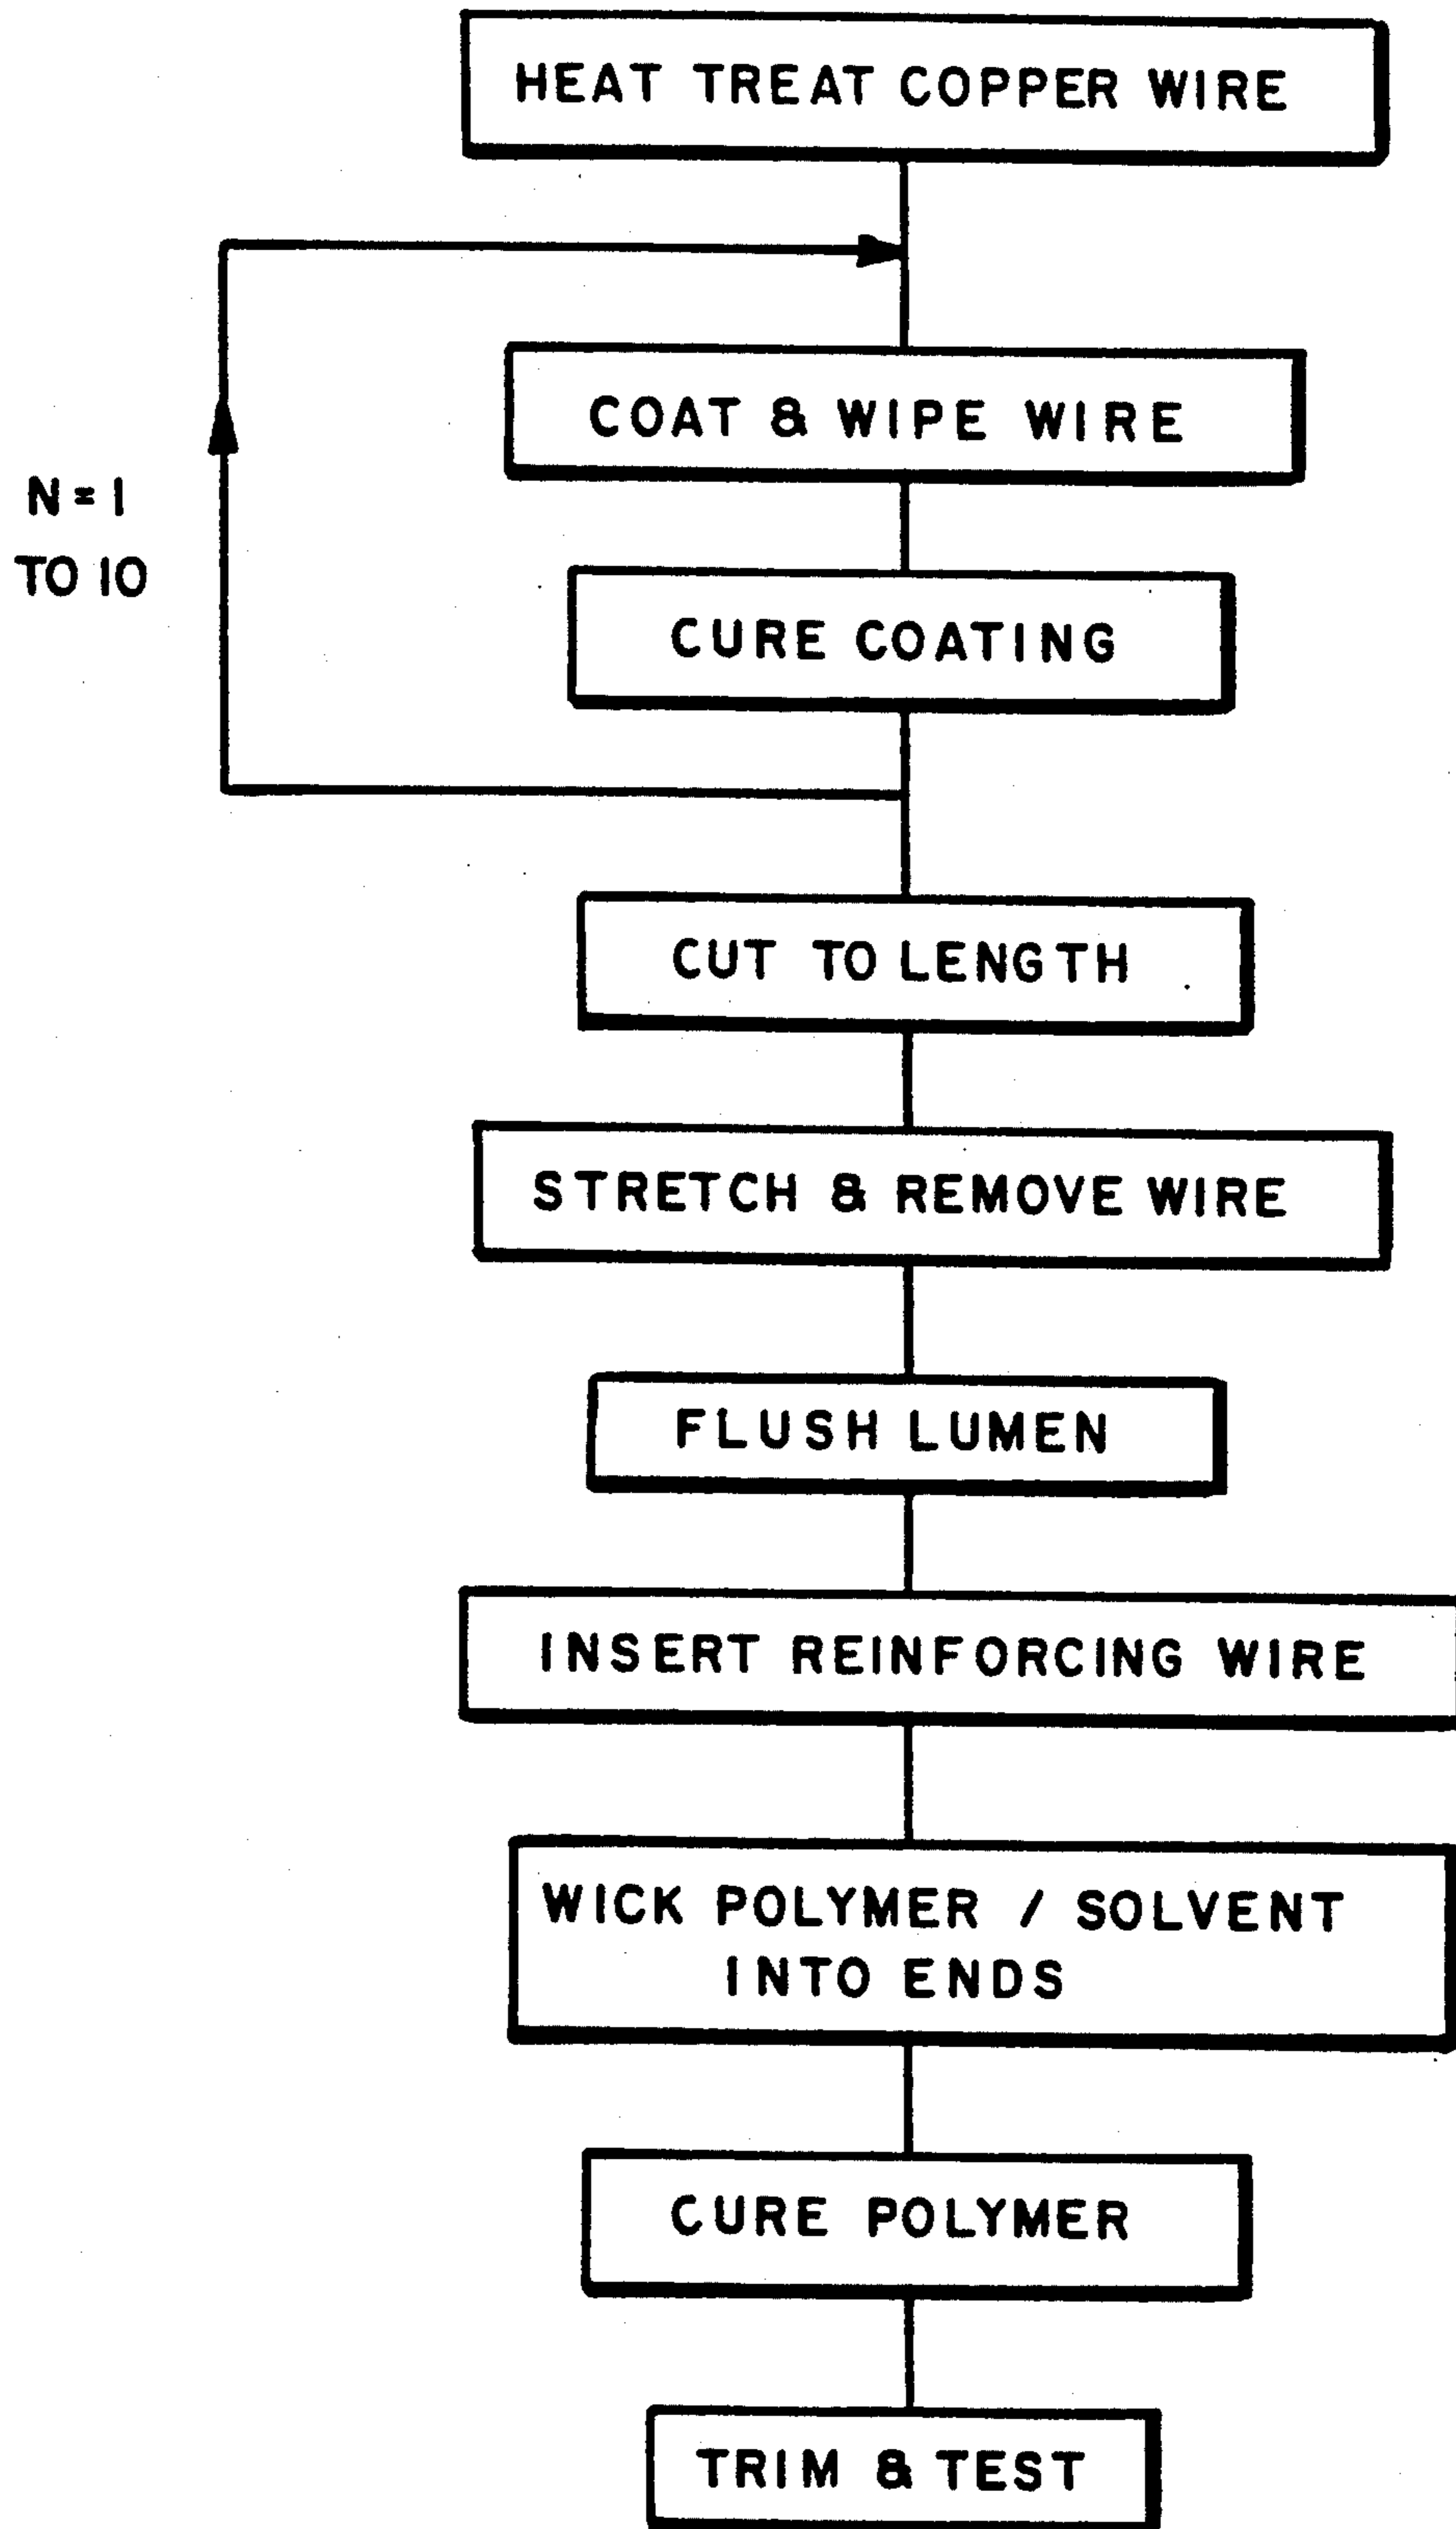 HEAT TREAT COPPER WIRE
COAT & WIPE WIRE
N = 1
TO 10
CURE COATING
CUT TO LENGTH
STRETCH & REMOVE WIRE
FLUSH LUMEN
INSERT REINFORCING WIRE
WICK POLYMER / SOLVENT
INTO ENDS
CURE POLYMER
TRIM & TEST